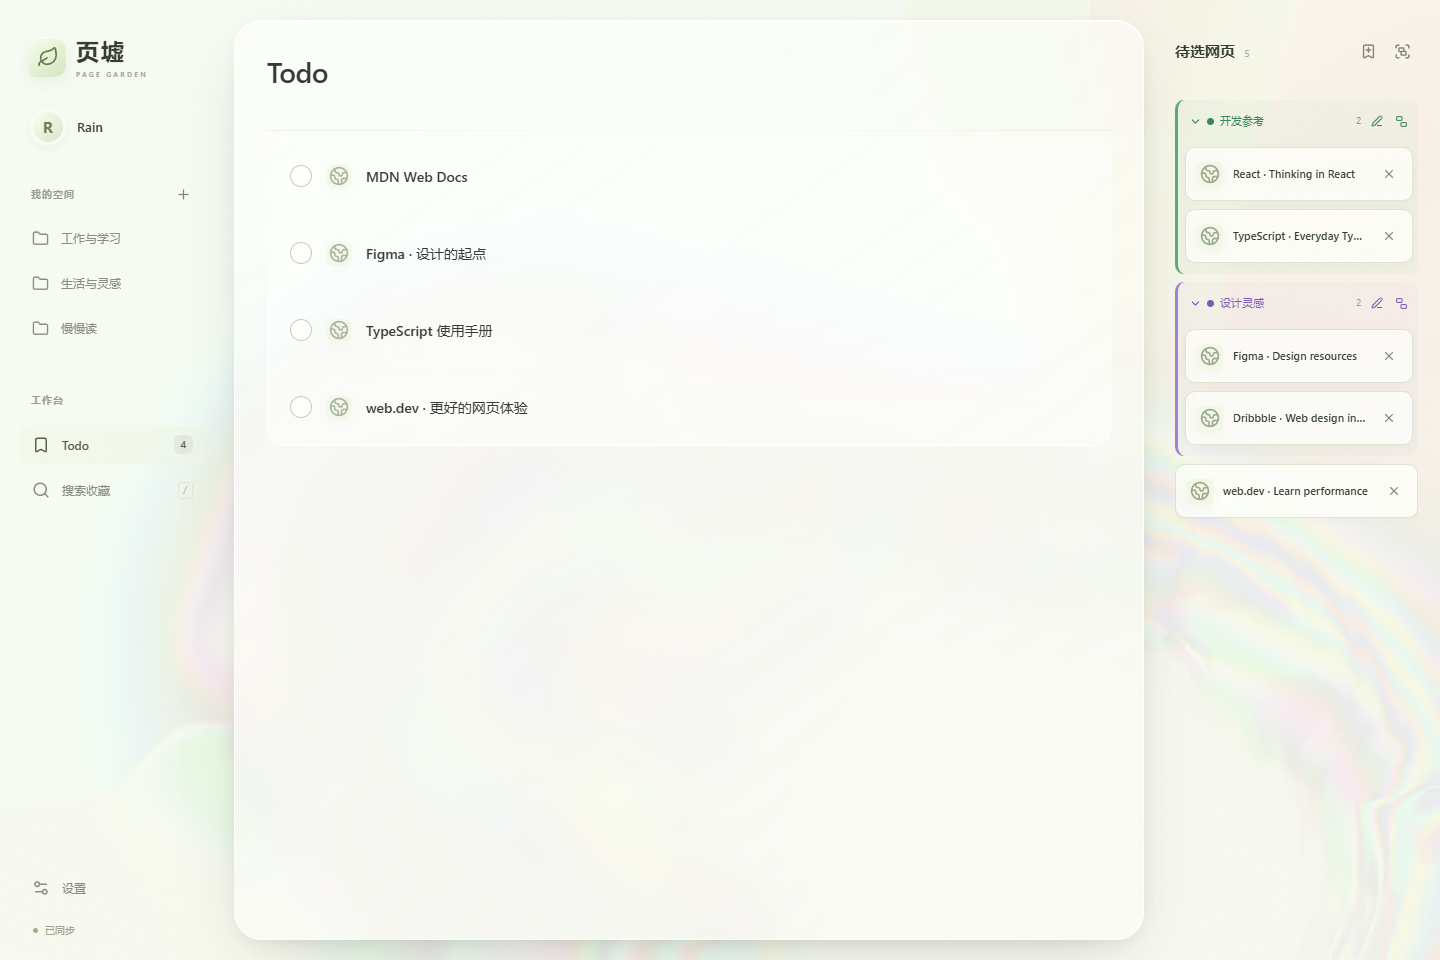 页墟
PAGE GARDEN
R
Rain
我的空间
工作与学习
生活与灵感
慢慢读
工作台
Todo
4
搜索收藏
/
设置
已同步
Todo
MDN Web Docs
Figma · 设计的起点
TypeScript 使用手册
web.dev · 更好的网页体验
待选网页 5
开发参考 2
React · Thinking in React
TypeScript · Everyday Ty...
设计灵感 2
Figma · Design resources
Dribbble · Web design in...
web.dev · Learn performance